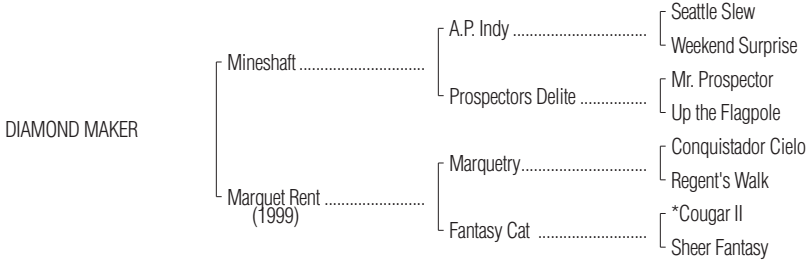 Seattle Slew
A.P. Indy ................................
Weekend Surprise
Mineshaft ..............................
Mr. Prospector
Prospectors Delite ................
Up the Flagpole
DIAMOND MAKER
Conquistador Cielo
Marquetry..............................
Regent's Walk
Marquet Rent ........................
(1999)
*Cougar II
Fantasy Cat ..........................
Sheer Fantasy